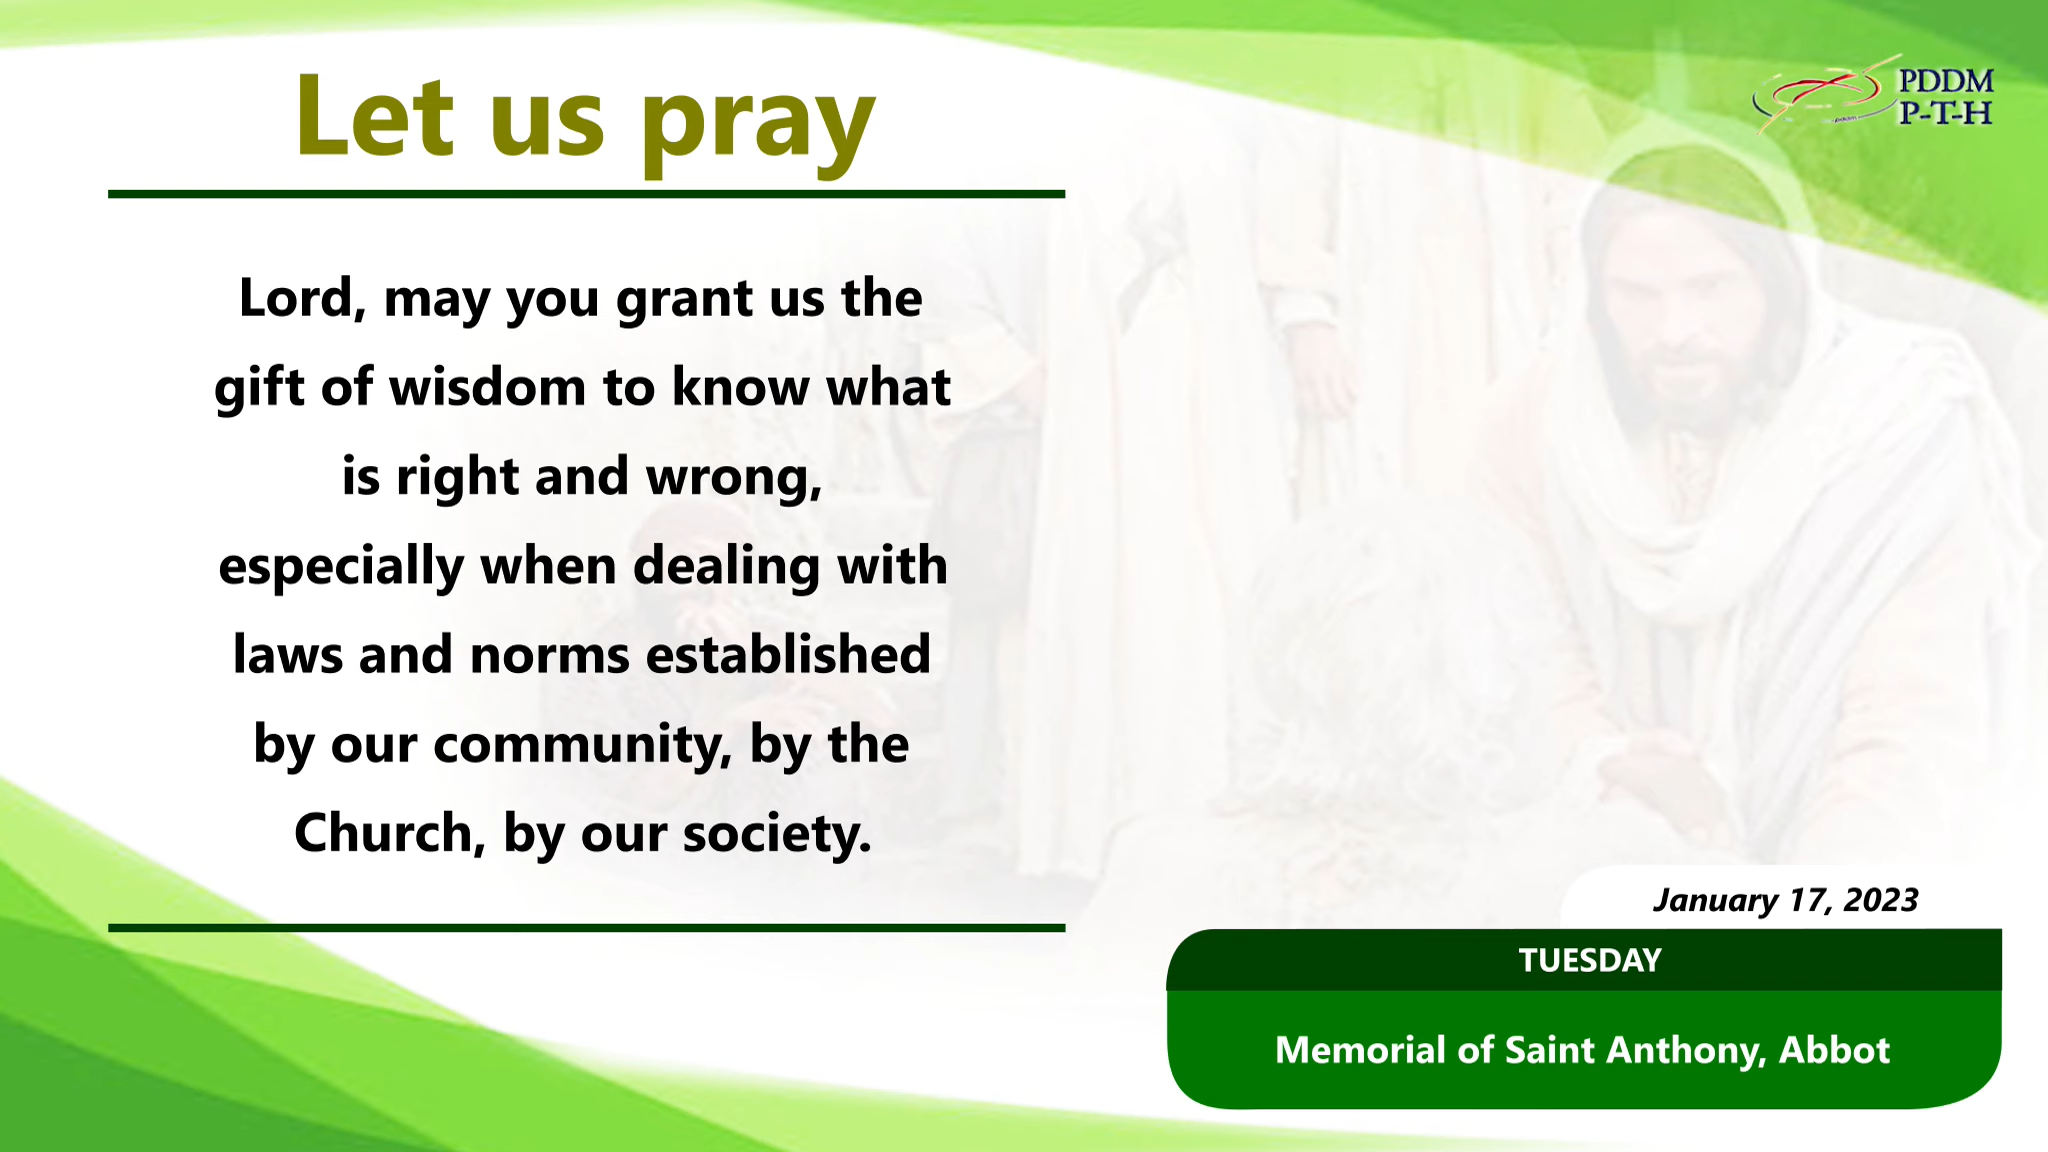 Let us pray
PDDM
P-T-H
Lord, may you grant us the
gift of wisdom to know what
is right and wrong,
especially when dealing with
laws and norms established
by our community, by the
Church, by our society.
January 17, 2023
TUESDAY
Memorial of Saint Anthony, Abbot